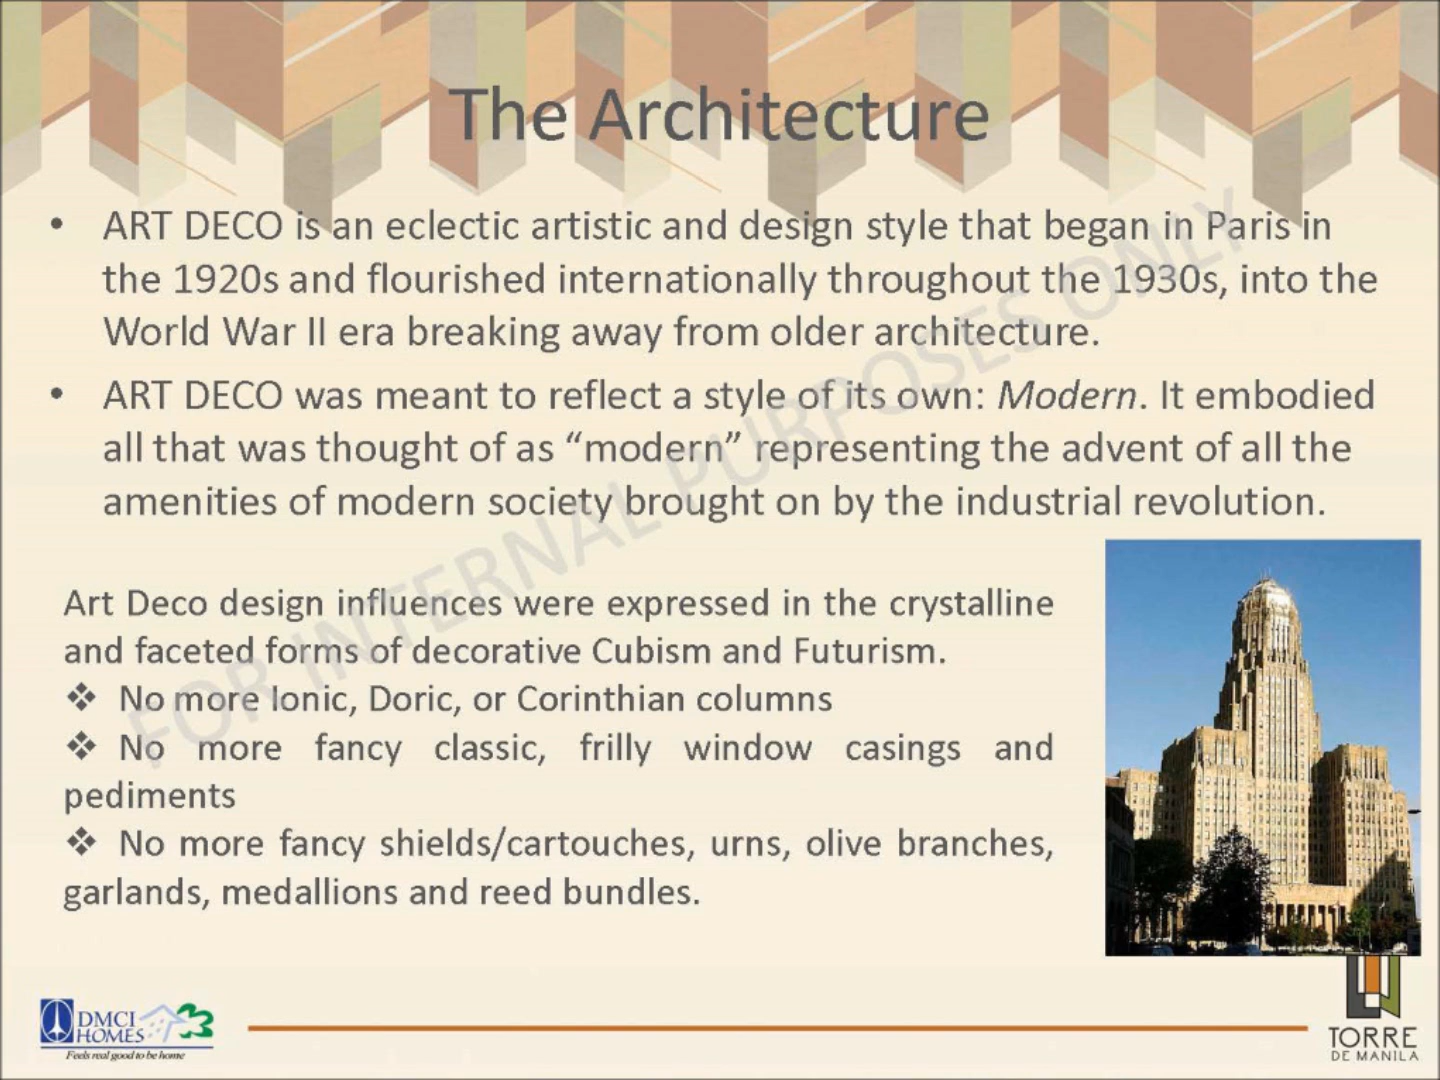 The Architecture
• ART DECO is an eclectic artistic and design style that began in Paris in
the 1920s and flourished internationally throughout the 1930s, into the
World War II era breaking away from older architecture.
• ART DECO was meant to reflect a style of its own: Modern. It embodied
all that was thought of as “modern” representing the advent of all the
amenities of modern society brought on by the industrial revolution.
Art Deco design influences were expressed in the crystalline
and faceted forms of decorative Cubism and Futurism.
❖ No more Ionic, Doric, or Corinthian columns
❖ No more fancy classic, frilly window casings and
pediments
❖ No more fancy shields/cartouches, urns, olive branches,
garlands, medallions and reed bundles.
FOR INTERNAL PURPOSES ONLY
DMCI
HOMES
Feels real good to be home
TORRE
DE MANILA